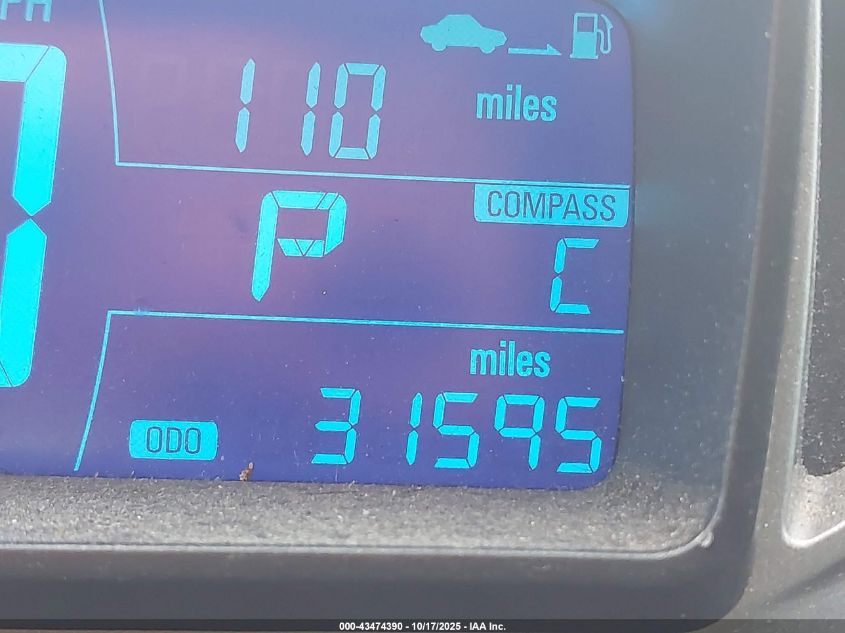 110 miles
P
COMPASS
C
miles
ODO 31595
000-43474390 - 10/17/2025 - IAA Inc.